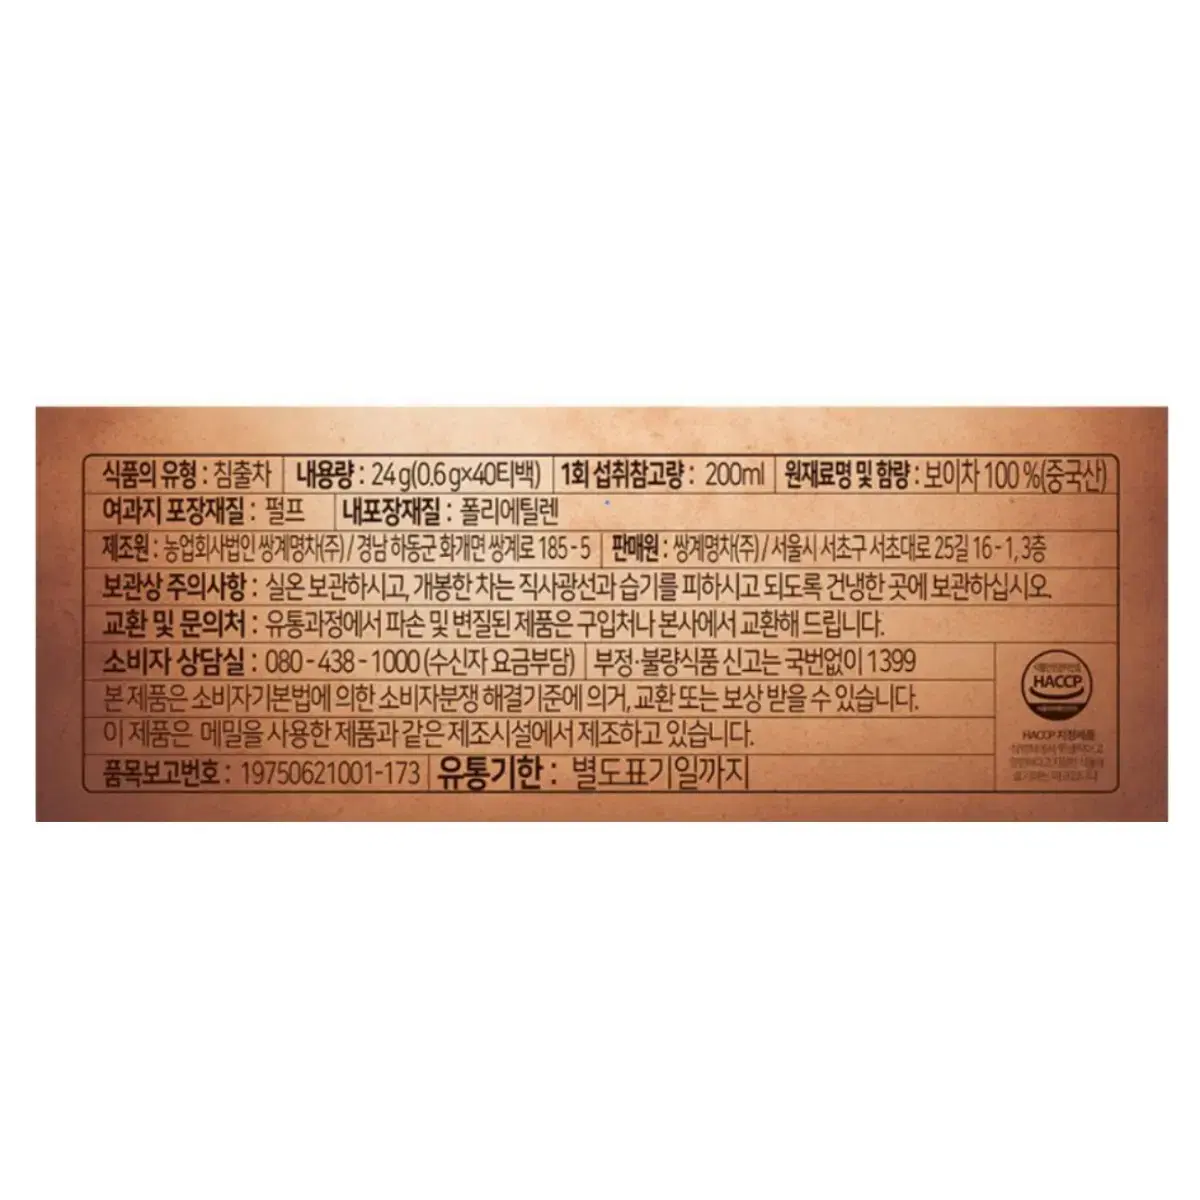 식품의 유형 : 침출차 내용량 : 24 g(0.6 g×40티백) 1회 섭취참고량 : 200ml 원재료명 및 함량 : 보이차 100 %(중국산)
여과지 포장재질 : 펄프 내포장재질 : 폴리에틸렌
제조원 : 농업회사법인 쌍계명차(주) / 경남 하동군 화개면 쌍계로 185 - 5 판매원 : 쌍계명차(주) / 서울시 서초구 서초대로 25길 16 - 1, 3층
보관상 주의사항 : 실온 보관하시고, 개봉한 차는 직사광선과 습기를 피하시고 되도록 건냉한 곳에 보관하십시오.
교환 및 문의처 : 유통과정에서 파손 및 변질된 제품은 구입처나 본사에서 교환해 드립니다.
소비자 상담실 : 080 - 438 - 1000 (수신자 요금부담) 부정·불량식품 신고는 국번없이 1399
본 제품은 소비자기본법에 의한 소비자분쟁 해결기준에 의거, 교환 또는 보상 받을 수 있습니다.
이 제품은 메밀을 사용한 제품과 같은 제조시설에서 제조하고 있습니다.
품목보고번호 : 19750621001-173 유통기한 : 별도표기일까지
HACCP
HACCP 지정제품